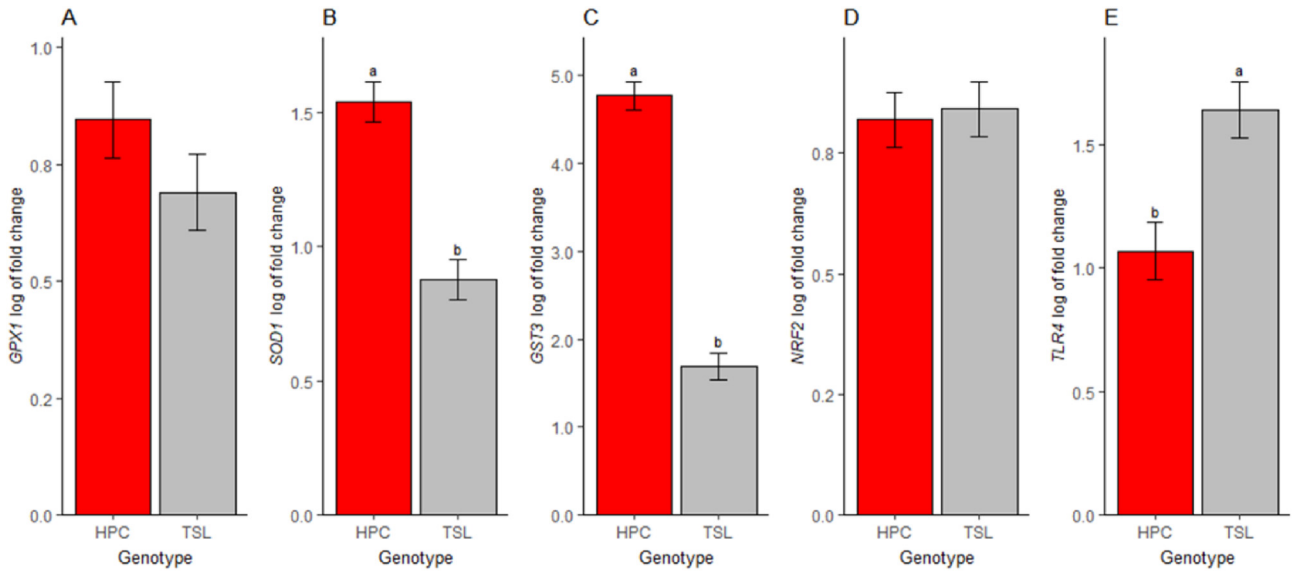 A
GPX1 log of fold change
1.0
0.8
0.5
0.2
0.0
HPC TSL
Genotype
B
SOD1 log of fold change
1.5
1.0
0.5
0.0
a
b
HPC TSL
Genotype
C
GST3 log of fold change
5.0
4.0
3.0
2.0
1.0
0.0
a
b
HPC TSL
Genotype
D
NRF2 log of fold change
0.8
0.5
0.2
0.0
HPC TSL
Genotype
E
TLR4 log of fold change
1.5
1.0
0.5
0.0
b
a
HPC TSL
Genotype